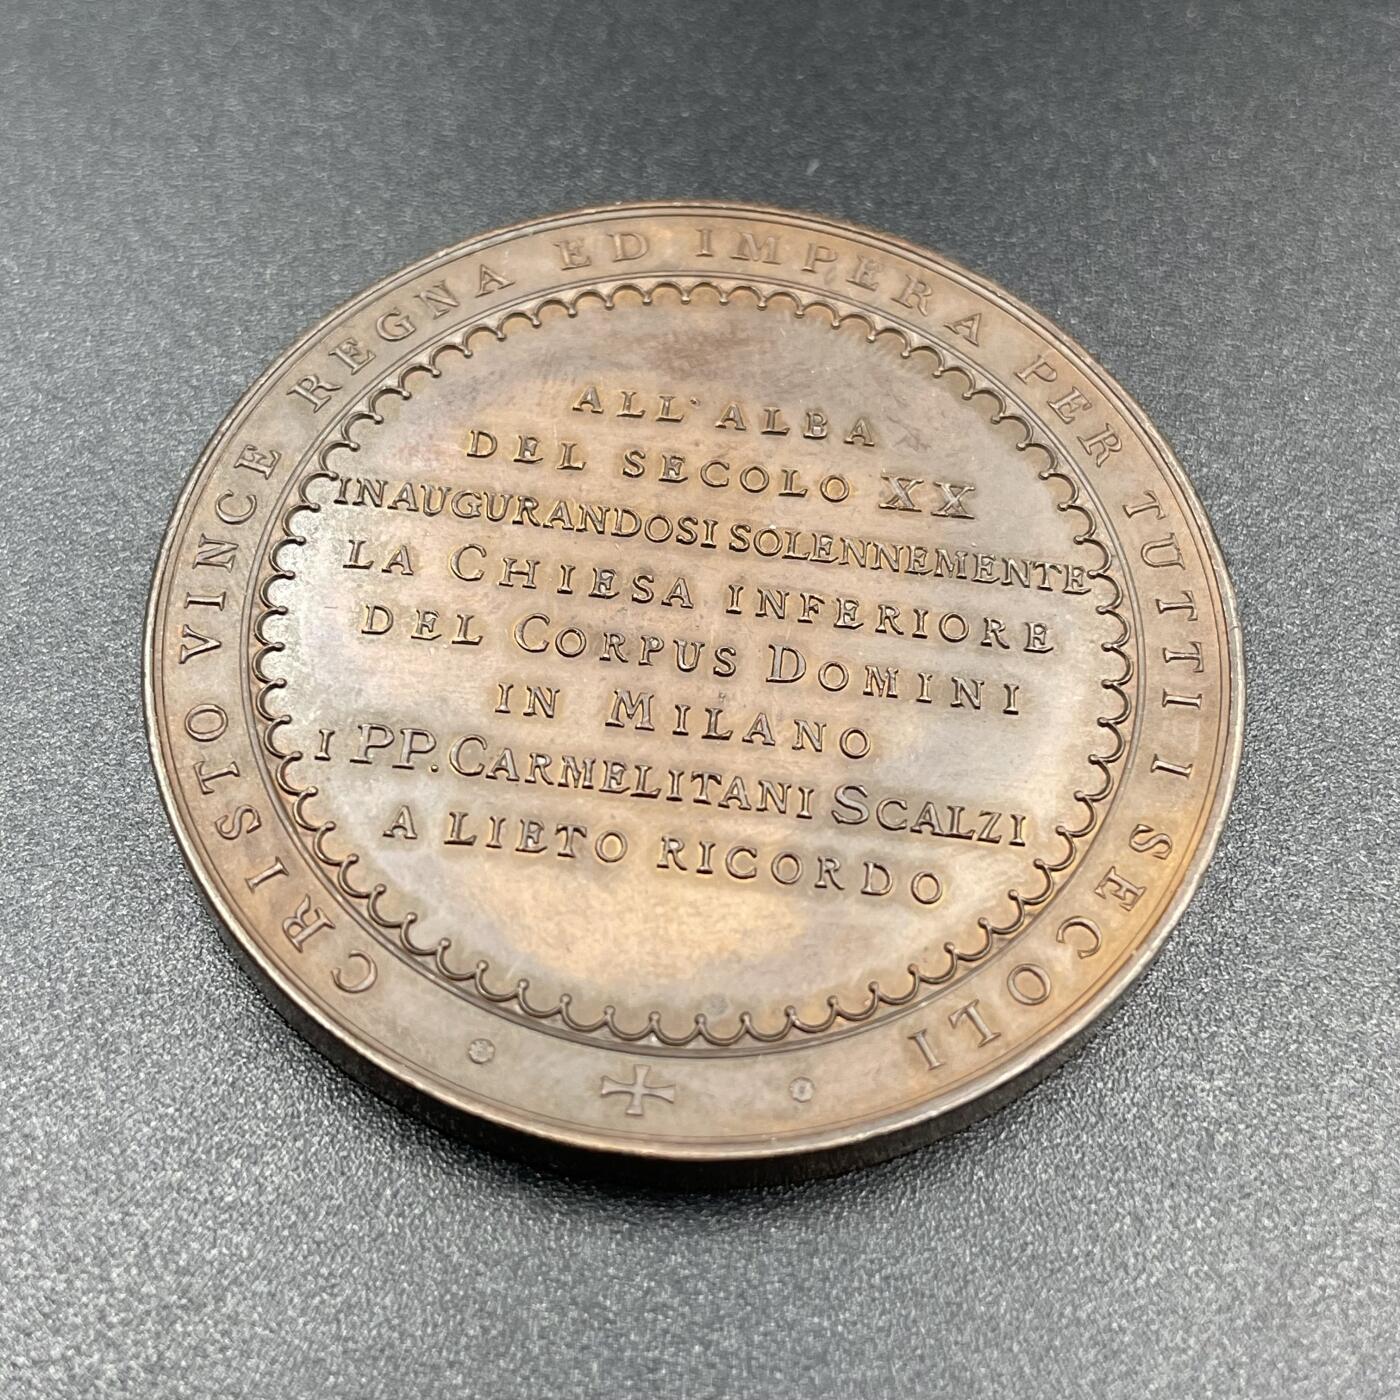 CRISTO VINCE REGNA ED IMPERA PER TUTTI I SECOLI
ALL'ALBA
DEL SECOLO XX
INAUGURANDOSI SOLENNEMENTE
LA CHIESA INFERIORE
DEL CORPUS DOMINI
IN MILANO
I PP. CARMELITANI SCALZI
A LIETO RICORDO